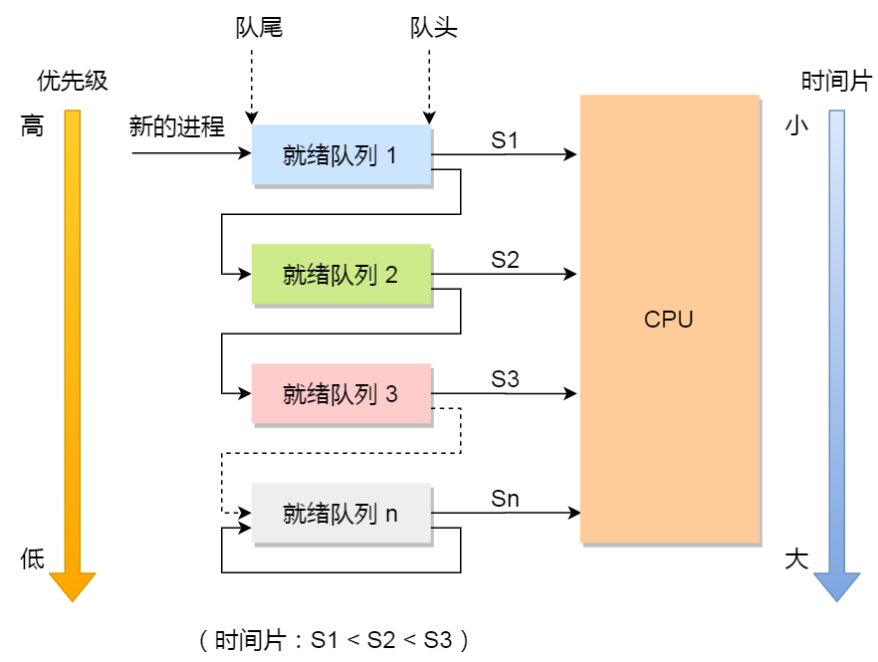 队尾
队头
优先级
时间片
高
新的进程
小
就绪队列 1
S1
就绪队列 2
S2
CPU
就绪队列 3
S3
就绪队列 n
Sn
低
大
（时间片：S1 < S2 < S3）